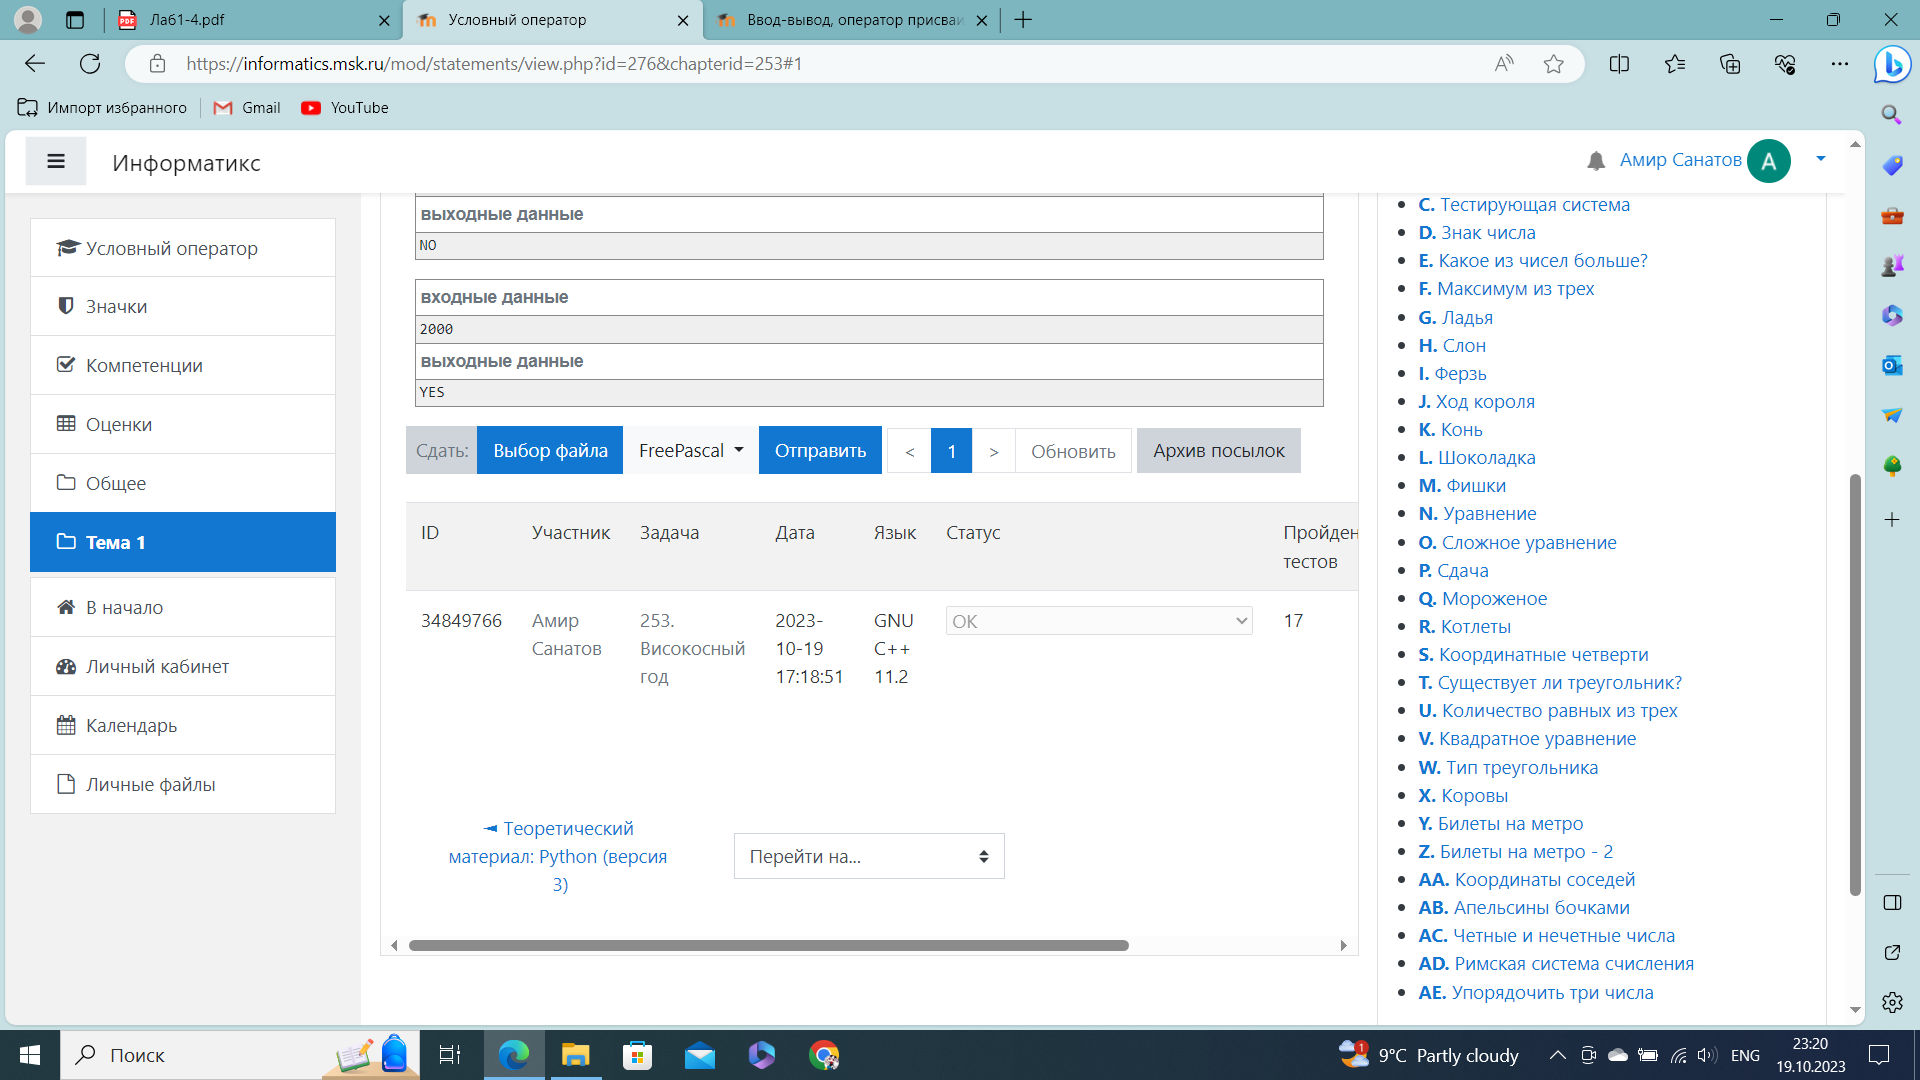 Лаб1-4.pdf
Условный оператор
Ввод-вывод, оператор присваи
https://informatics.msk.ru/mod/statements/view.php?id=276&chapterid=253#1
Импорт избранного
Gmail
YouTube
Информатикс
Амир Санатов
А
Условный оператор
Значки
Компетенции
Оценки
Общее
Тема 1
В начало
Личный кабинет
Календарь
Личные файлы
выходные данные
NO
входные данные
2000
выходные данные
YES
Сдать: Выбор файла FreePascal Отправить < 1 > Обновить Архив посылок
ID Участник Задача Дата Язык Статус Пройден тестов
34849766 Амир Санатов 253. Високосный год 2023-10-19 17:18:51 GNU C++ 11.2 OK 17
◄ Теоретический
материал: Python (версия
3)
Перейти на...
C. Тестирующая система
D. Знак числа
E. Какое из чисел больше?
F. Максимум из трех
G. Ладья
H. Слон
I. Ферзь
J. Ход короля
K. Конь
L. Шоколадка
M. Фишки
N. Уравнение
O. Сложное уравнение
P. Сдача
Q. Мороженое
R. Котлеты
S. Координатные четверти
T. Существует ли треугольник?
U. Количество равных из трех
V. Квадратное уравнение
W. Тип треугольника
X. Коровы
Y. Билеты на метро
Z. Билеты на метро - 2
AA. Координаты соседей
AB. Апельсины бочками
AC. Четные и нечетные числа
AD. Римская система счисления
AE. Упорядочить три числа
Поиск
1
9°C Partly cloudy
ENG
23:20
19.10.2023